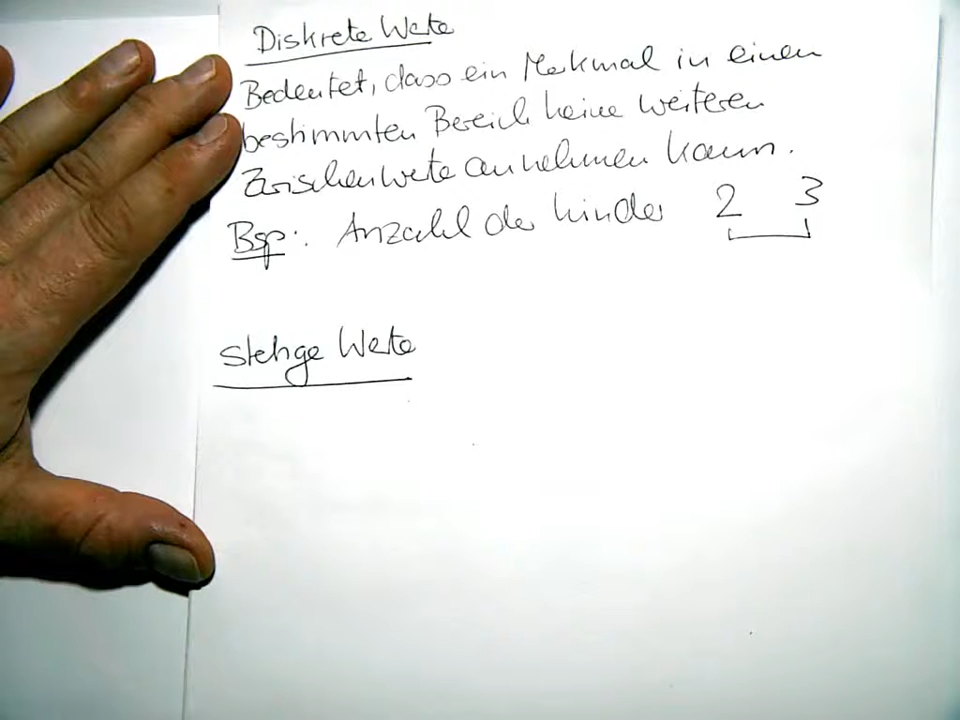 Diskrete Werte
Bedeutet, dass ein Merkmal in einen
bestimmten Bereich keine weiteren
Zwischenwerte annehmen kann.
Bsp: Anzahl der Kinder 2 3
stetige Werte